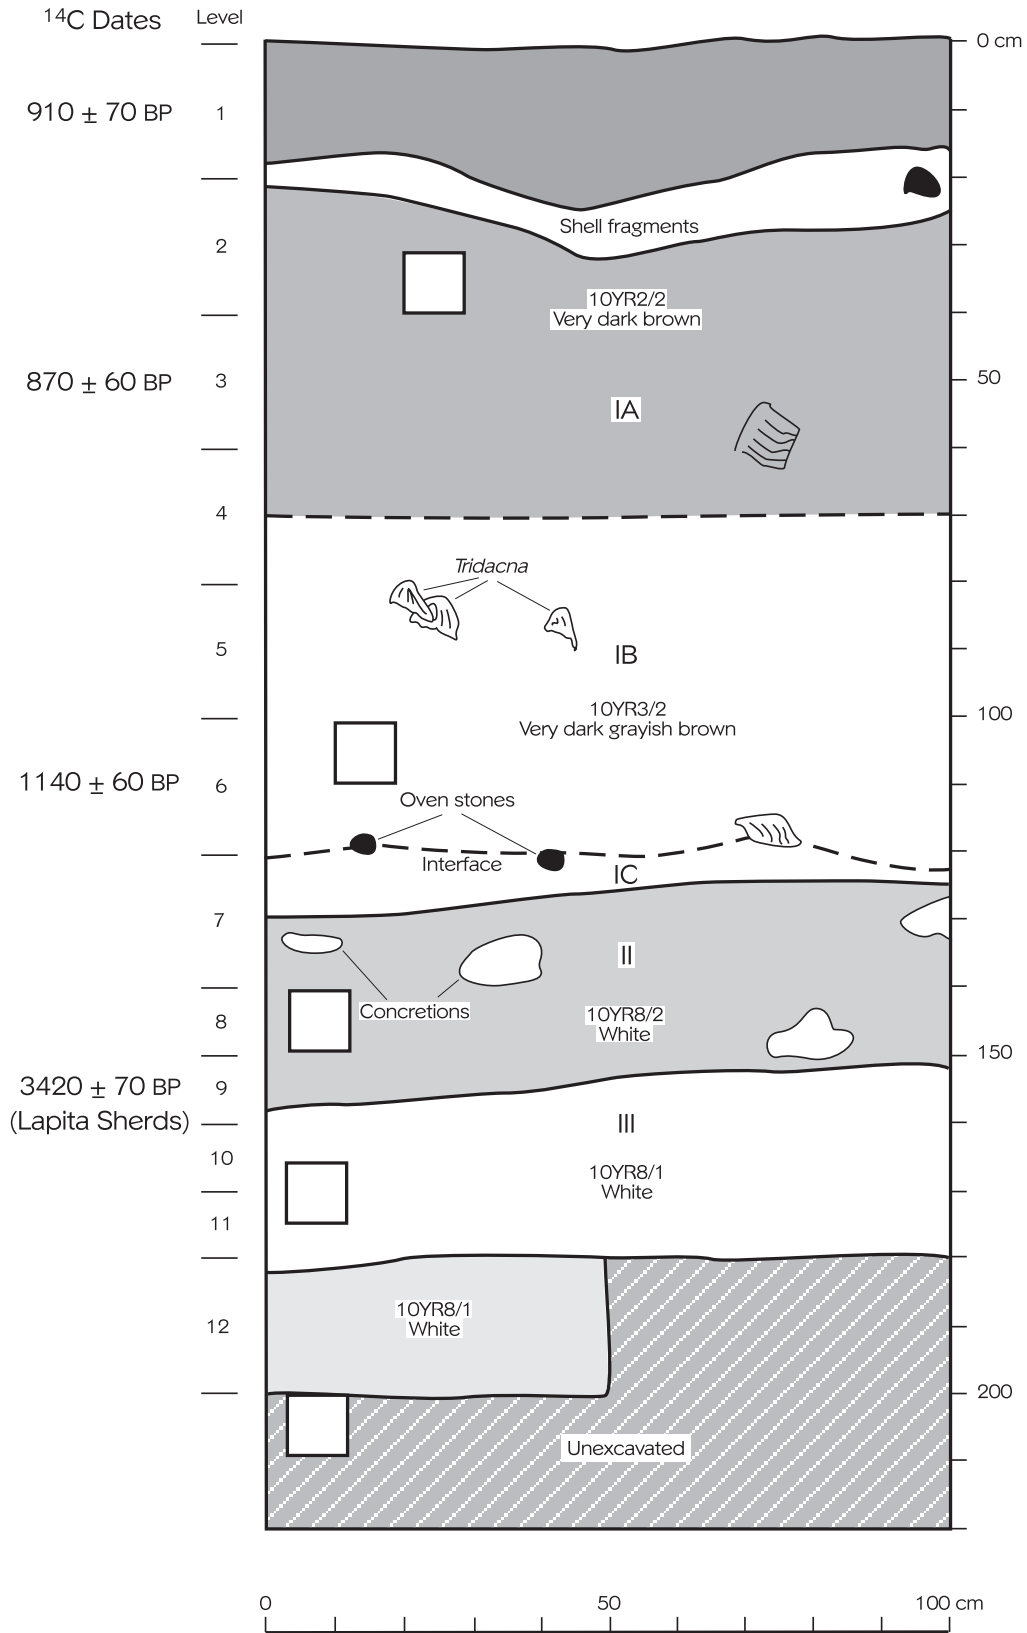 ¹⁴C Dates
Level
0 cm
910 ± 70 BP
1
Shell fragments
2
10YR2/2
Very dark brown
870 ± 60 BP
3
50
IA
4
Tridacna
5
IB
100
10YR3/2
Very dark grayish brown
1140 ± 60 BP
6
Oven stones
Interface
IC
7
II
Concretions
8
10YR8/2
White
150
3420 ± 70 BP
(Lapita Sherds)
9
III
10
10YR8/1
White
11
12
10YR8/1
White
200
Unexcavated
0
50
100 cm